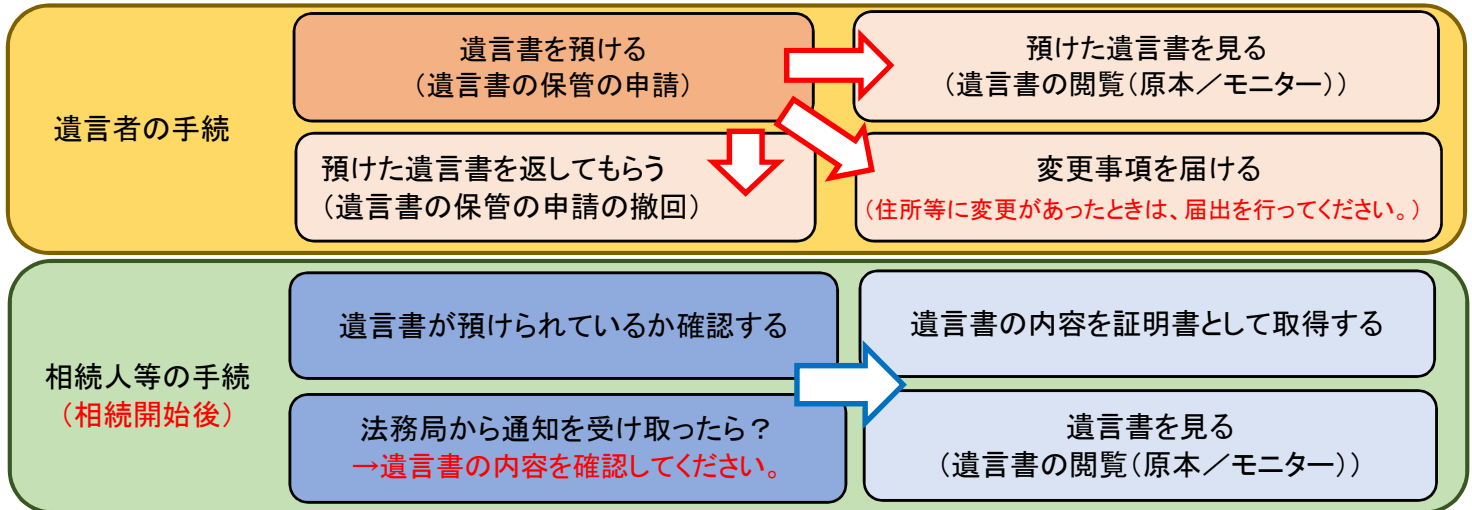 遺言者の手続
遺言書を預ける
(遺言書の保管の申請)
預けた遺言書を見る
(遺言書の閲覧(原本／モニター))
預けた遺言書を返してもらう
(遺言書の保管の申請の撤回)
変更事項を届ける
(住所等に変更があったときは、届出を行ってください。)
相続人等の手続
(相続開始後)
遺言書が預けられているか確認する
遺言書の内容を証明書として取得する
法務局から通知を受け取ったら？
→遺言書の内容を確認してください。
遺言書を見る
(遺言書の閲覧(原本／モニター))